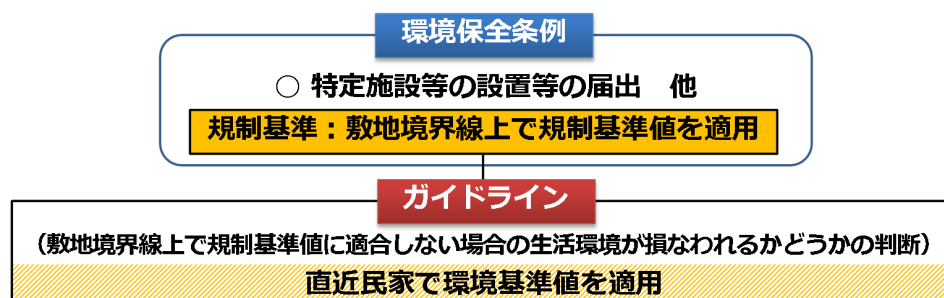 環境保全条例
○ 特定施設等の設置等の届出　他
規制基準：敷地境界線上で規制基準値を適用
ガイドライン
（敷地境界線上で規制基準値に適合しない場合の生活環境が損なわれるかどうかの判断）
直近民家で環境基準値を適用